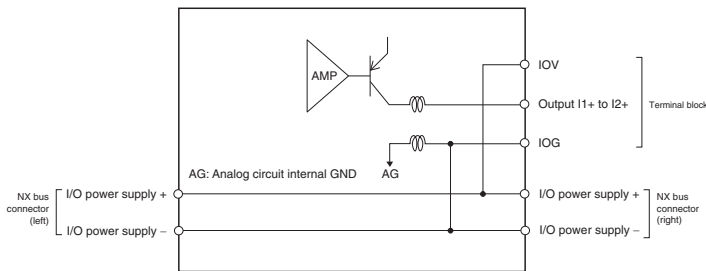 AMP
IOV
Output I1+ to I2+
IOG
Terminal block
AG: Analog circuit internal GND
AG
NX bus
connector
(left)
I/O power supply +
I/O power supply –
I/O power supply +
I/O power supply –
NX bus
connector
(right)